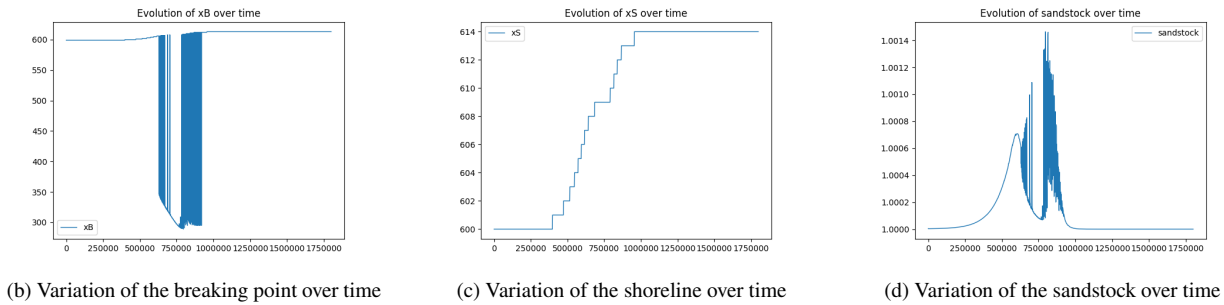 Evolution of xB over time
600
550
500
450
400
350
300
xB
0 250000 500000 750000 1000000 1250000 1500000 1750000
(b) Variation of the breaking point over time
Evolution of xS over time
614
612
610
608
606
604
602
600
xS
0 250000 500000 750000 1000000 1250000 1500000 1750000
(c) Variation of the shoreline over time
Evolution of sandstock over time
1.0014
1.0012
1.0010
1.0008
1.0006
1.0004
1.0002
1.0000
sandstock
0 250000 500000 750000 1000000 1250000 1500000 1750000
(d) Variation of the sandstock over time